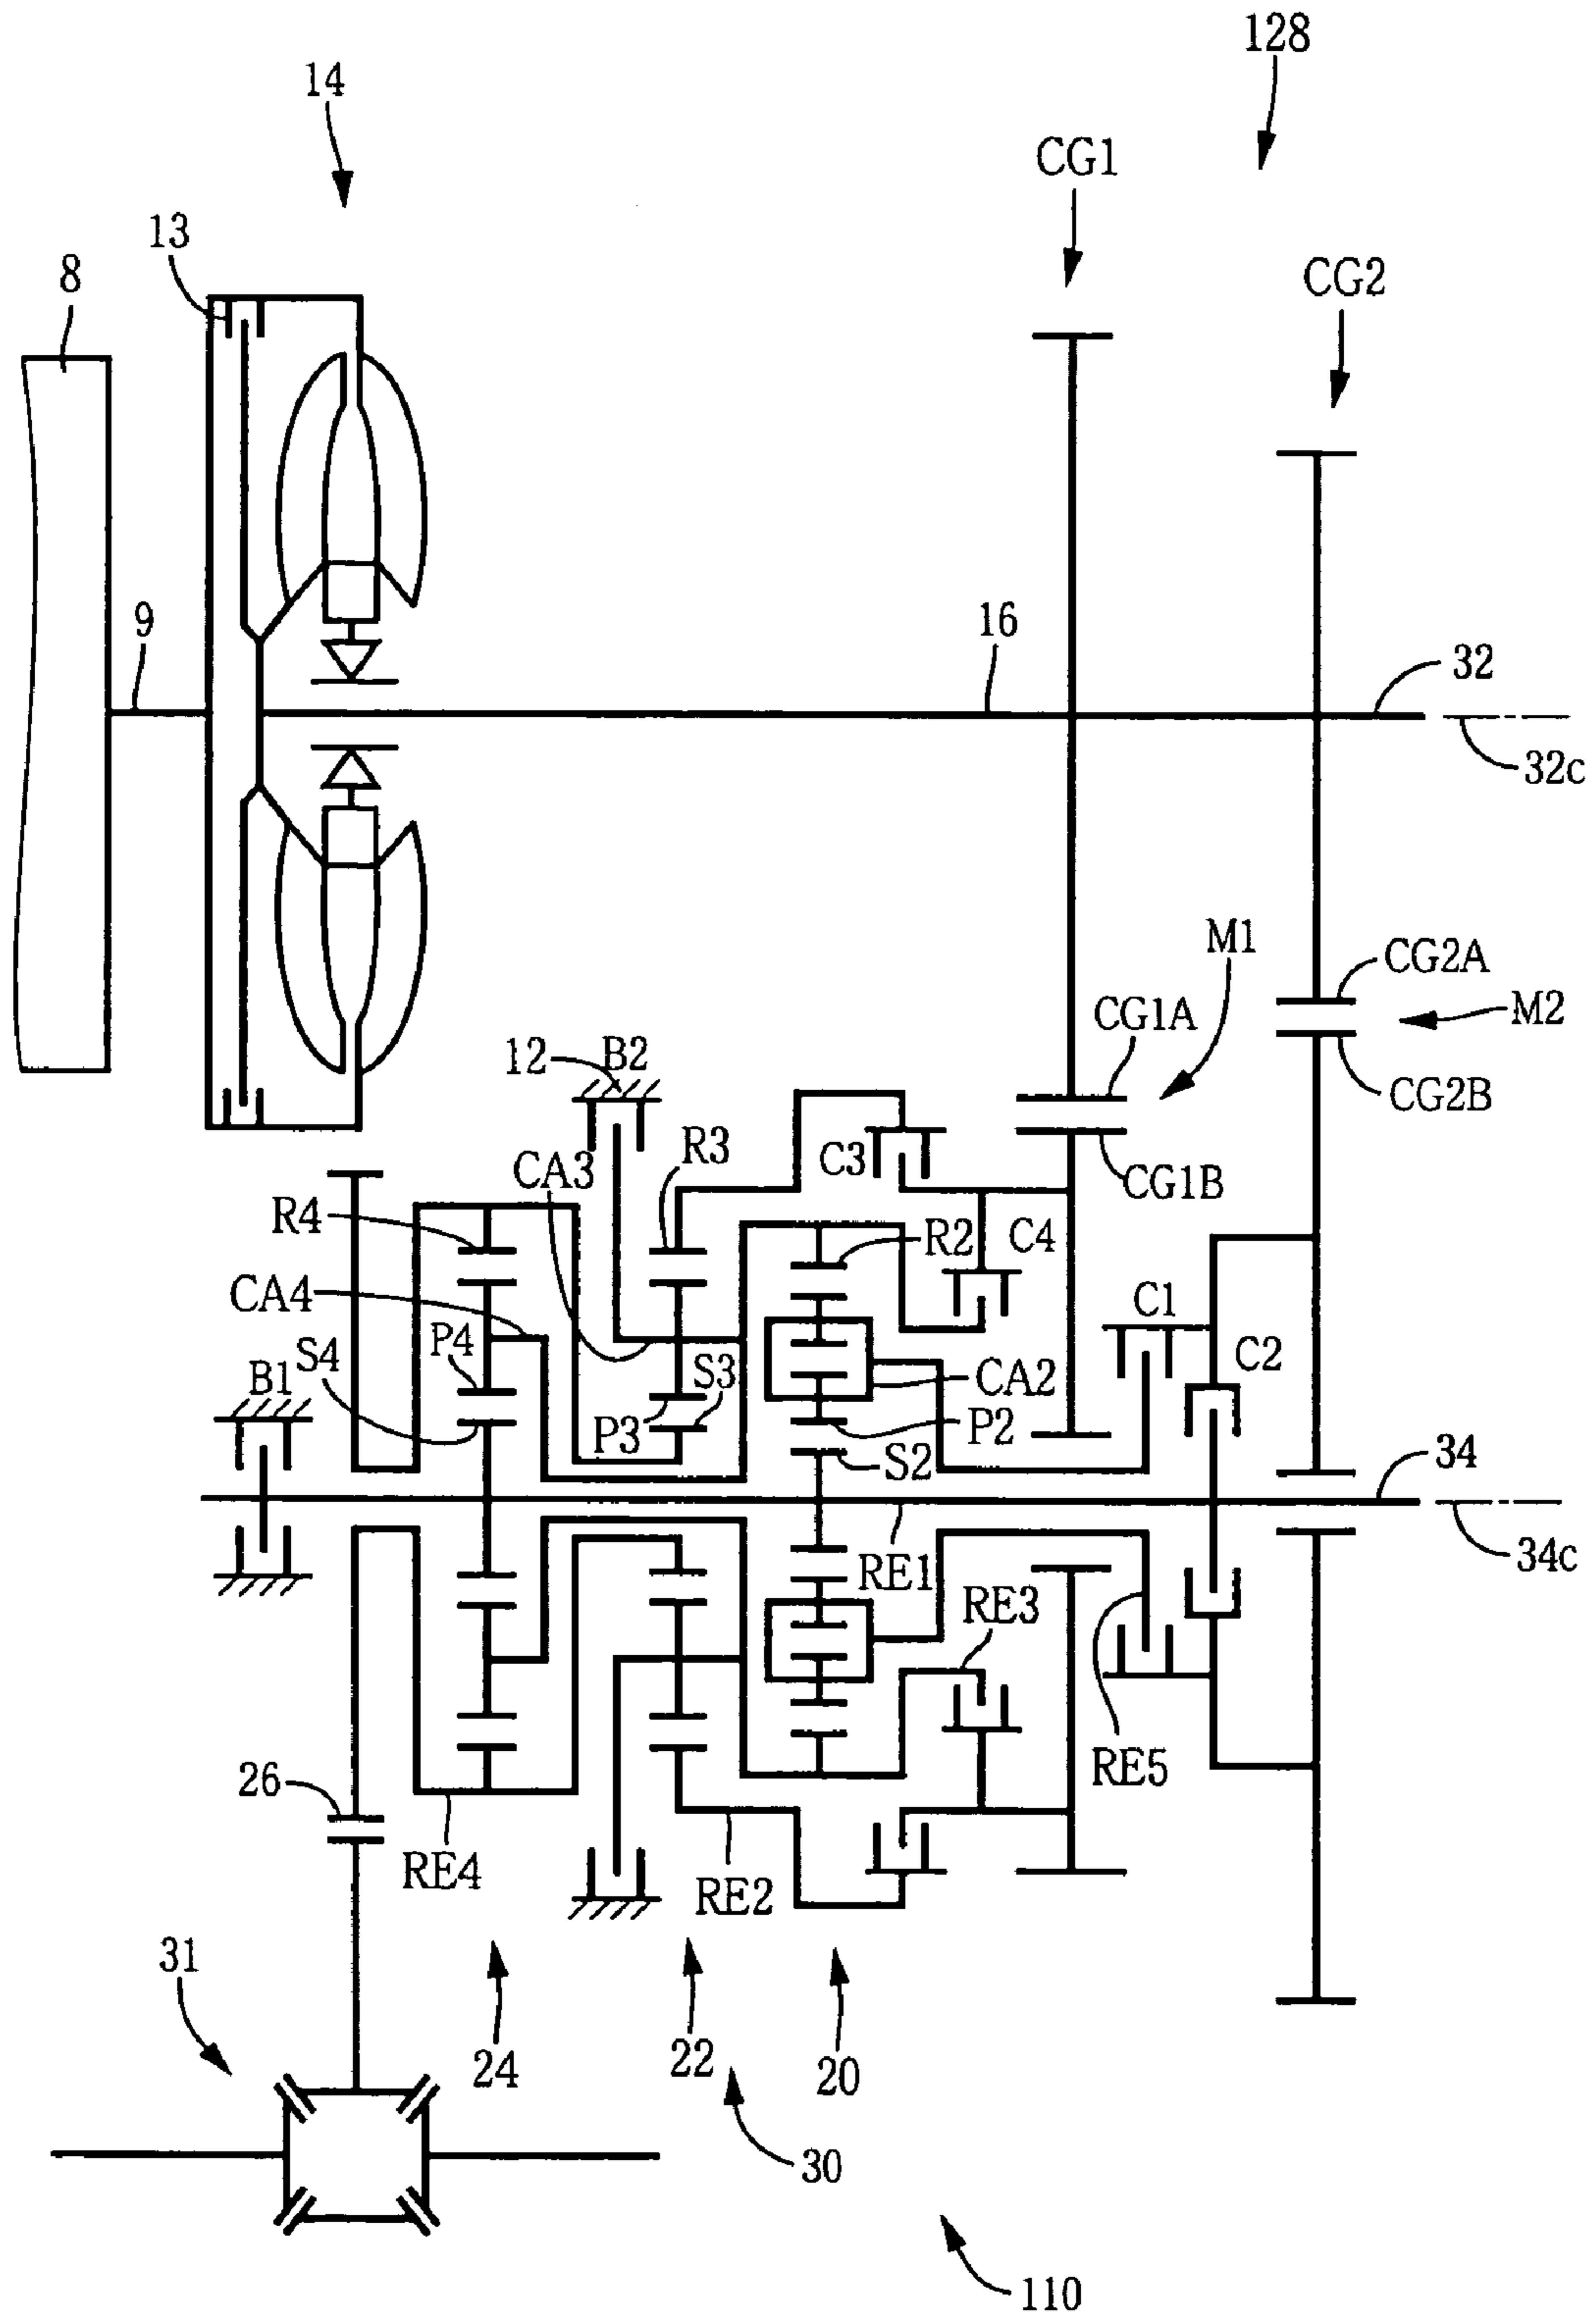 128
14
CG1
13
8
CG2
9
16
32
32c
M1
CG2A
CG1A
M2
12
B2
CG2B
R3
C3
CA3
CG1B
R4
R2
C4
CA4
C1
P4
S4
C2
S3
CA2
B1
P3
P2
S2
34
RE1
34c
RE3
RE5
26
RE4
RE2
31
24
22
20
30
110